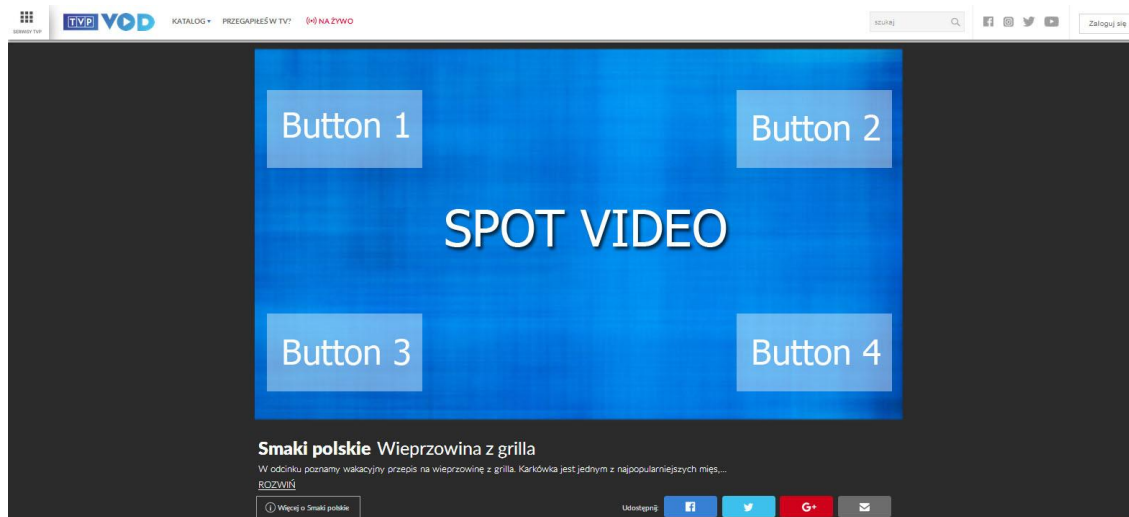 SERWISY TVP
TVP VOD
KATALOG
PRZEGAPIŁEŚ W TV?
NA ŻYWO
szukaj
Zaloguj się
Button 1
Button 2
SPOT VIDEO
Button 3
Button 4
Smaki polskie Wieprzowina z grilla
W odcinku poznamy wakacyjny przepis na wieprzowinę z grilla. Karkówka jest jednym z najpopularniejszych mięs,...
ROZWIŃ
Więcej o Smaki polskie
Udostępnij:
G+